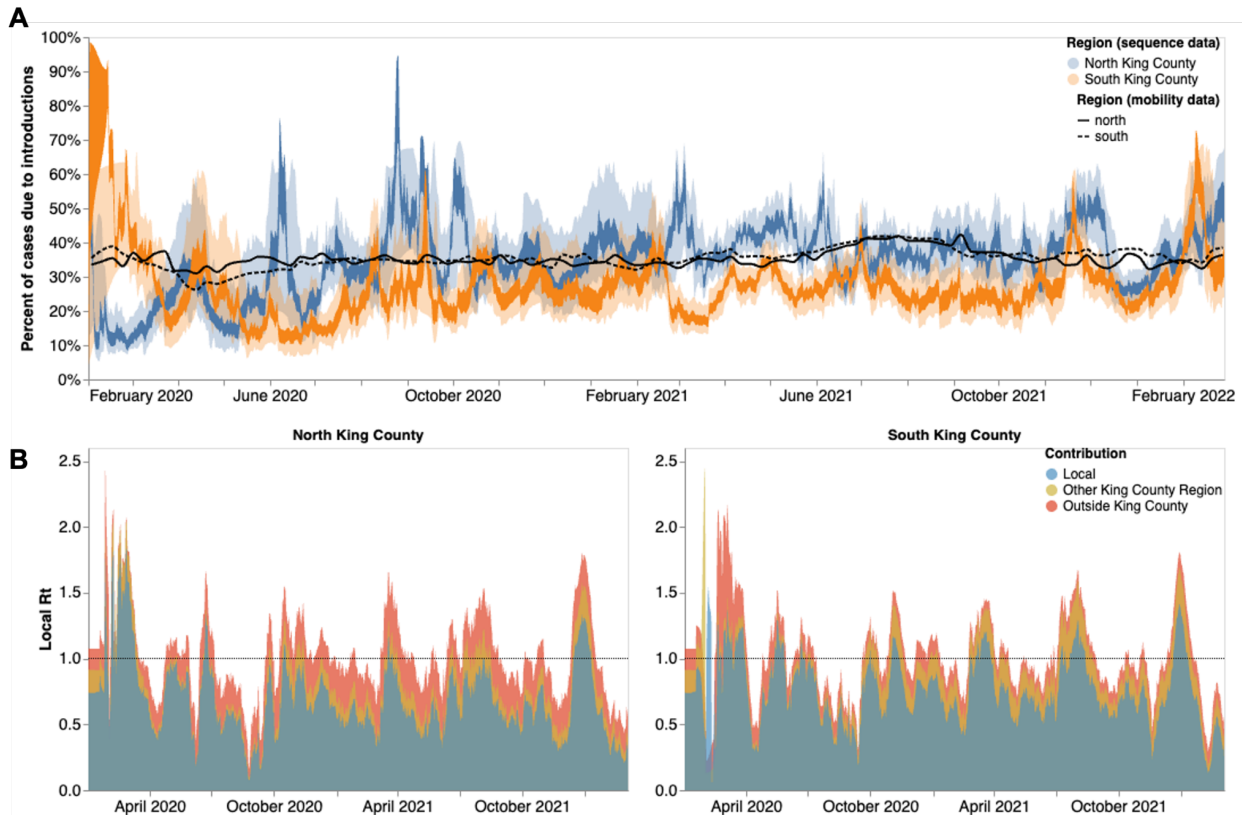 A
100%
90%
80%
70%
60%
50%
40%
30%
20%
10%
0%
Percent of cases due to introductions
Region (sequence data)
North King County
South King County
Region (mobility data)
north
south
February 2020 June 2020 October 2020 February 2021 June 2021 October 2021 February 2022
B
North King County
2.5
2.0
1.5
1.0
0.5
0.0
Local Rt
April 2020 October 2020 April 2021 October 2021
South King County
2.5
2.0
1.5
1.0
0.5
0.0
Contribution
Local
Other King County Region
Outside King County
April 2020 October 2020 April 2021 October 2021